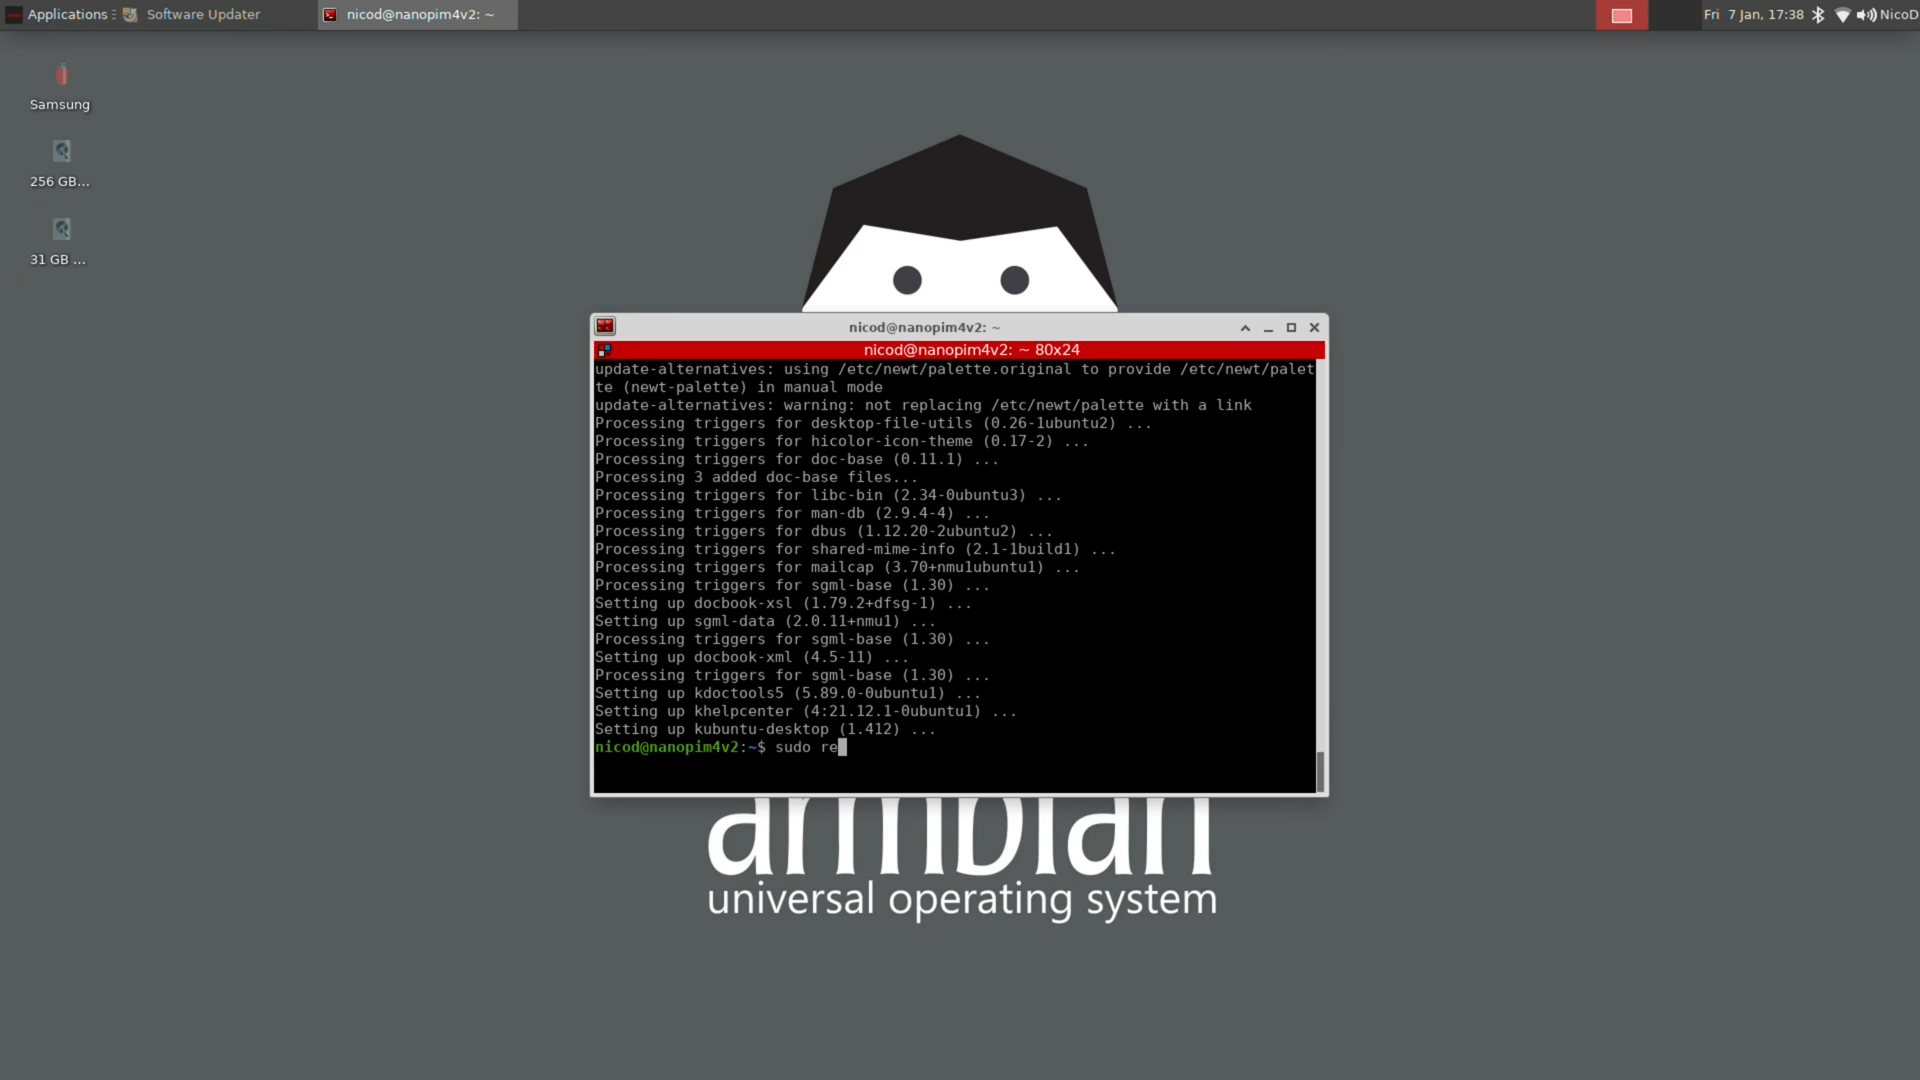 Applications
Software Updater
nicod@nanopim4v2: ~
Fri 7 Jan, 17:38
NicoD
Samsung
256 GB...
31 GB ...
nicod@nanopim4v2: ~
nicod@nanopim4v2: ~ 80x24
update-alternatives: using /etc/newt/palette.original to provide /etc/newt/palet
te (newt-palette) in manual mode
update-alternatives: warning: not replacing /etc/newt/palette with a link
Processing triggers for desktop-file-utils (0.26-1ubuntu2) ...
Processing triggers for hicolor-icon-theme (0.17-2) ...
Processing triggers for doc-base (0.11.1) ...
Processing 3 added doc-base files...
Processing triggers for libc-bin (2.34-0ubuntu3) ...
Processing triggers for man-db (2.9.4-4) ...
Processing triggers for dbus (1.12.20-2ubuntu2) ...
Processing triggers for shared-mime-info (2.1-1build1) ...
Processing triggers for mailcap (3.70+nmu1ubuntu1) ...
Processing triggers for sgml-base (1.30) ...
Setting up docbook-xsl (1.79.2+dfsg-1) ...
Setting up sgml-data (2.0.11+nmu1) ...
Processing triggers for sgml-base (1.30) ...
Setting up docbook-xml (4.5-11) ...
Processing triggers for sgml-base (1.30) ...
Setting up kdoctools5 (5.89.0-0ubuntu1) ...
Setting up khelpcenter (4:21.12.1-0ubuntu1) ...
Setting up kubuntu-desktop (1.412) ...
nicod@nanopim4v2:~$ sudo re
armbian
universal operating system